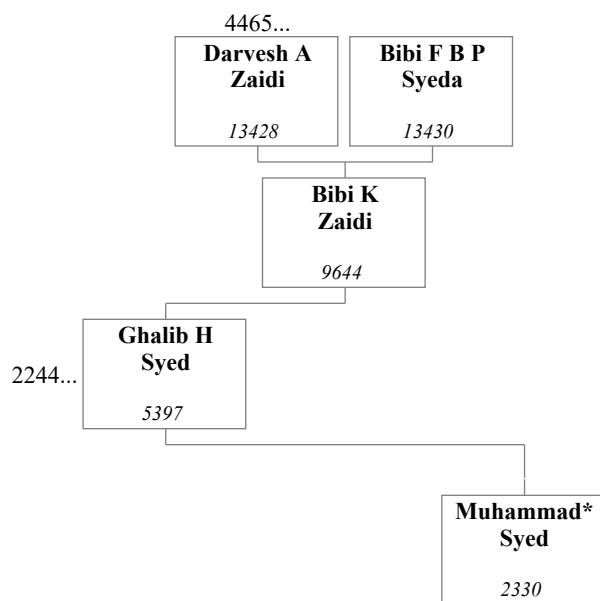 4465...
Darvesh A
Zaidi
13428
Bibi F B P
Syeda
13430
Bibi K
Zaidi
9644
2244...
Ghalib H
Syed
5397
Muhammad*
Syed
2330